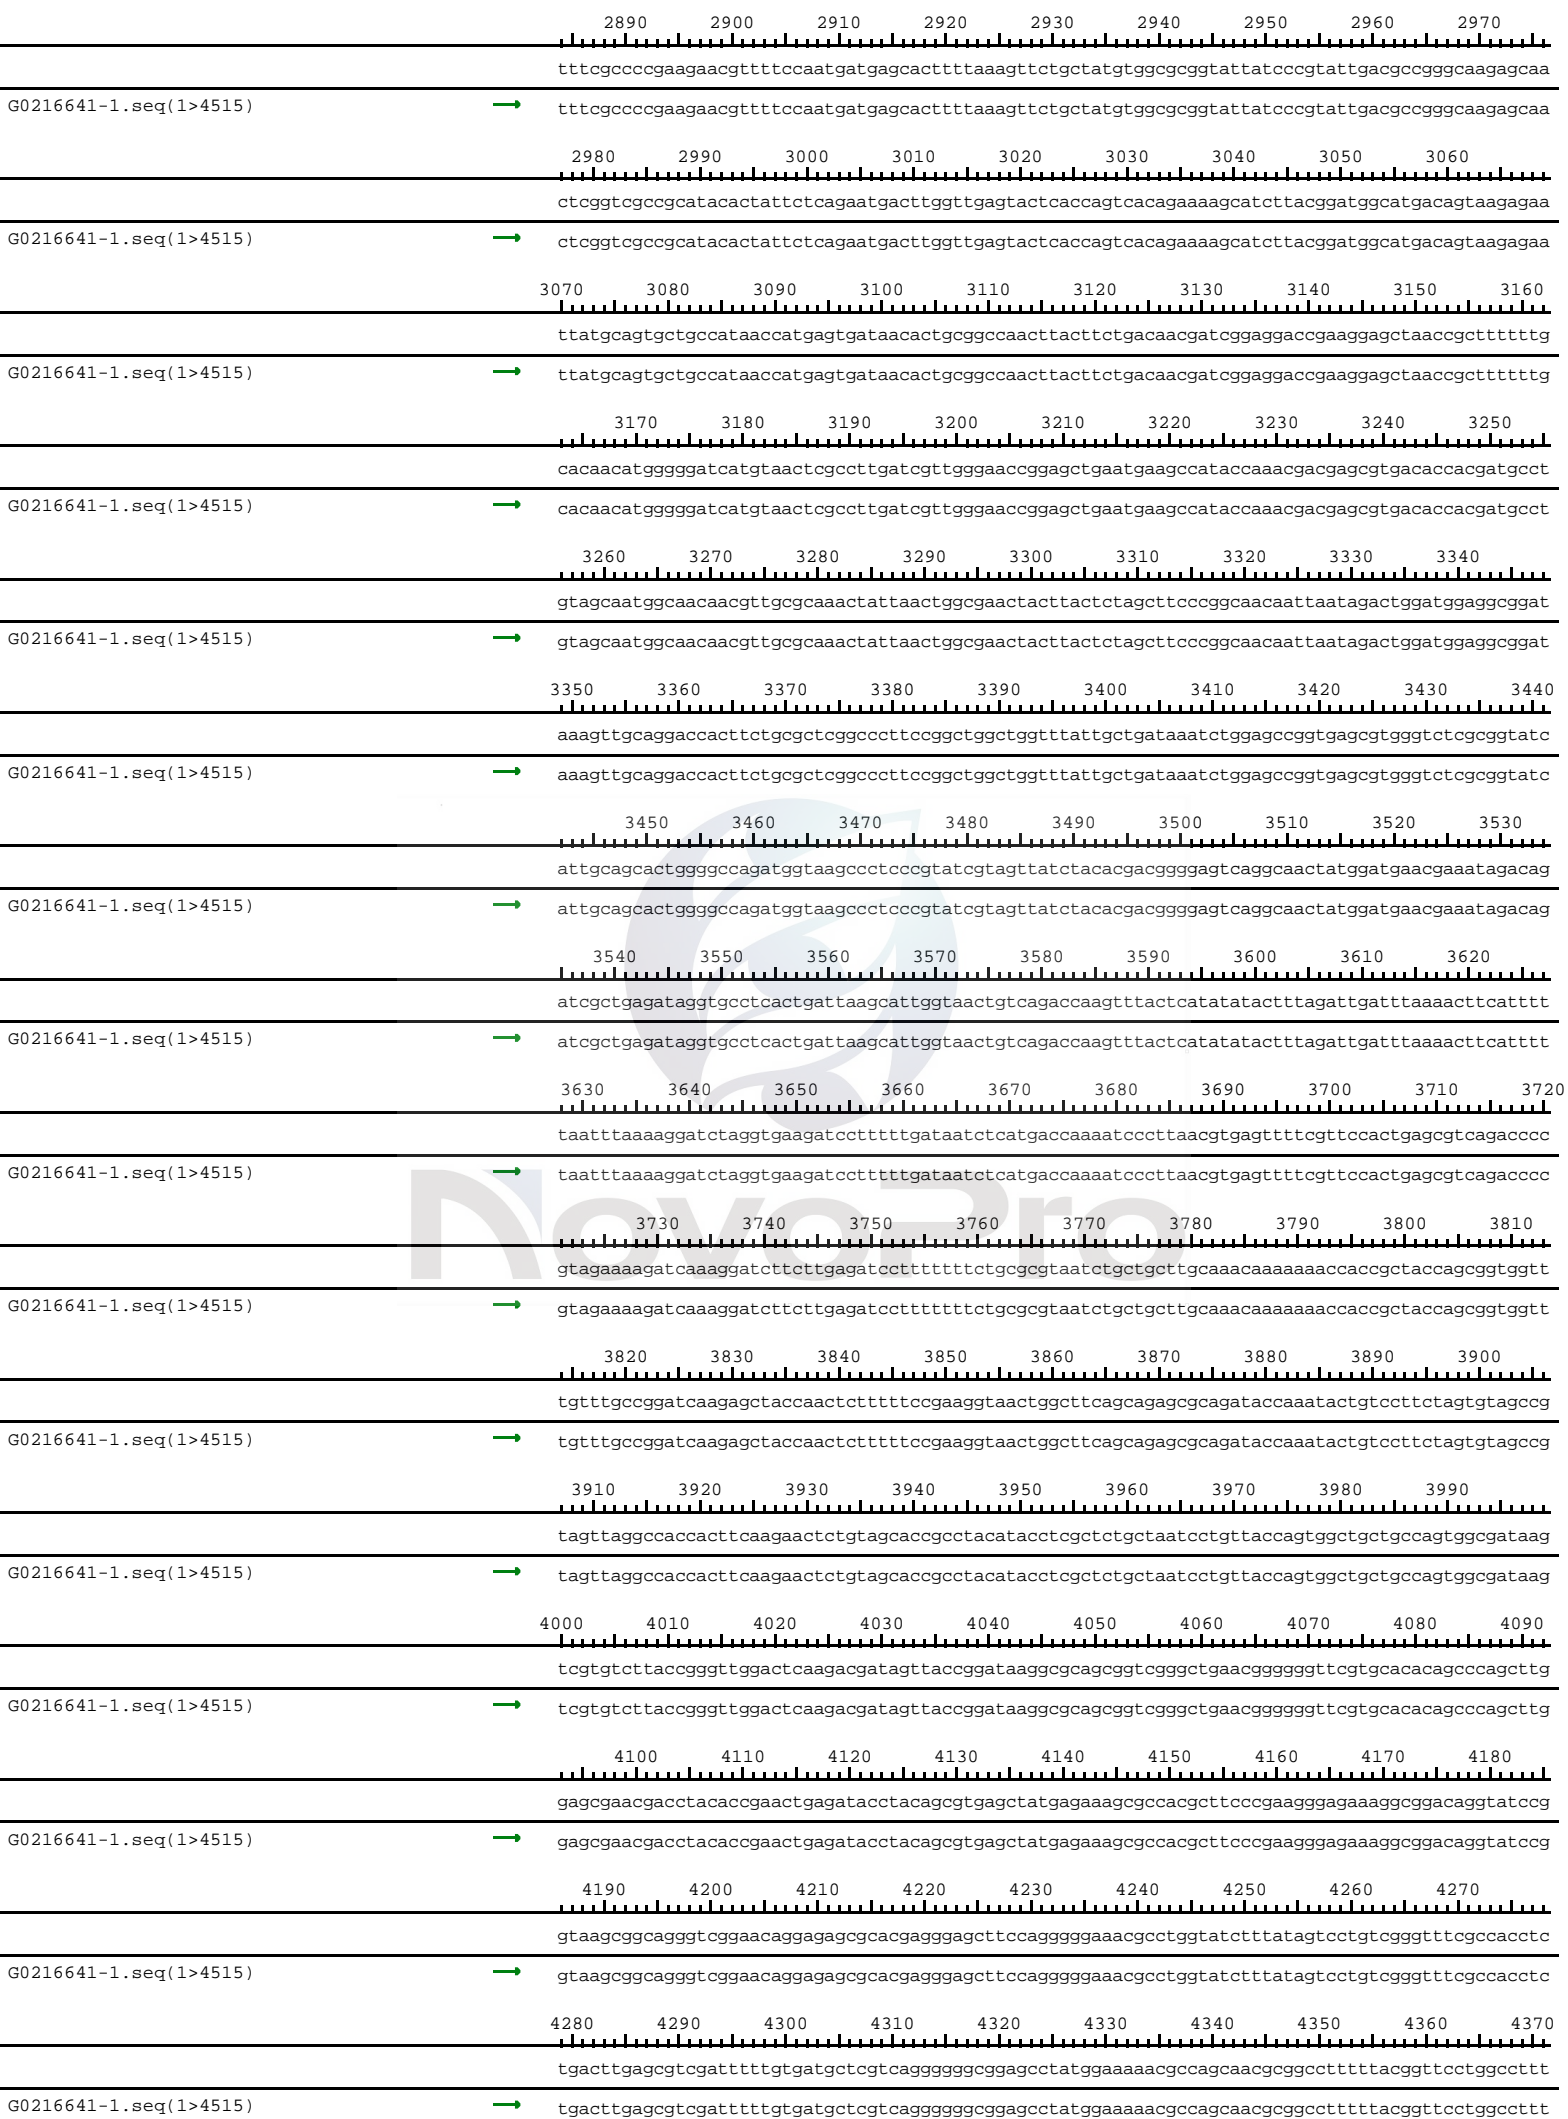 2890 2900 2910 2920 2930 2940 2950 2960 2970
tttcgccccgaagaacgttttccaatgatgagcacttttaaagttctgctatgtggcgcggtattatcccgtattgacgccgggcaagagcaa
G0216641-1.seq(1>4515) tttcgccccgaagaacgttttccaatgatgagcacttttaaagttctgctatgtggcgcggtattatcccgtattgacgccgggcaagagcaa
2980 2990 3000 3010 3020 3030 3040 3050 3060
ctcggtcgccgcatacactattctcagaatgacttggttgagtactcaccagtcacagaaaagcatcttacggatggcatgacagtaagagaa
G0216641-1.seq(1>4515) ctcggtcgccgcatacactattctcagaatgacttggttgagtactcaccagtcacagaaaagcatcttacggatggcatgacagtaagagaa
3070 3080 3090 3100 3110 3120 3130 3140 3150 3160
ttatgcagtgctgccataaccatgagtgataacactgcggccaacttacttctgacaacgatcggaggaccgaaggagctaaccgcttttttg
G0216641-1.seq(1>4515) ttatgcagtgctgccataaccatgagtgataacactgcggccaacttacttctgacaacgatcggaggaccgaaggagctaaccgcttttttg
3170 3180 3190 3200 3210 3220 3230 3240 3250
cacaacatgggggatcatgtaactcgccttgatcgttgggaaccggagctgaatgaagccataccaaacgacgagcgtgacaccacgatgcct
G0216641-1.seq(1>4515) cacaacatgggggatcatgtaactcgccttgatcgttgggaaccggagctgaatgaagccataccaaacgacgagcgtgacaccacgatgcct
3260 3270 3280 3290 3300 3310 3320 3330 3340
gtagcaatggcaacaacgttgcgcaaactattaactggcgaactacttactctagcttcccggcaacaattaatagactggatggaggcggat
G0216641-1.seq(1>4515) gtagcaatggcaacaacgttgcgcaaactattaactggcgaactacttactctagcttcccggcaacaattaatagactggatggaggcggat
3350 3360 3370 3380 3390 3400 3410 3420 3430 3440
aaagttgcaggaccacttctgcgctcggcccttccggctggctggtttattgctgataaatctggagccggtgagcgtgggtctcgcggtatc
G0216641-1.seq(1>4515) aaagttgcaggaccacttctgcgctcggcccttccggctggctggtttattgctgataaatctggagccggtgagcgtgggtctcgcggtatc
3450 3460 3470 3480 3490 3500 3510 3520 3530
attgcagcactggggccagatggtaagccctcccgtatcgtagttatctacacgacggggagtcaggcaactatggatgaacgaaatagacag
G0216641-1.seq(1>4515) attgcagcactggggccagatggtaagccctcccgtatcgtagttatctacacgacggggagtcaggcaactatggatgaacgaaatagacag
3540 3550 3560 3570 3580 3590 3600 3610 3620
atcgctgagataggtgcctcactgattaagcattggtaactgtcagaccaagtttactcatatatactttagattgatttaaaacttcatttt
G0216641-1.seq(1>4515) atcgctgagataggtgcctcactgattaagcattggtaactgtcagaccaagtttactcatatatactttagattgatttaaaacttcatttt
3630 3640 3650 3660 3670 3680 3690 3700 3710 3720
taatttaaaaggatctaggtgaagatcctttttgataatctcatgaccaaaatcccttaacgtgagttttcgttccactgagcgtcagacccc
G0216641-1.seq(1>4515) taatttaaaaggatctaggtgaagatcctttttgataatctcatgaccaaaatcccttaacgtgagttttcgttccactgagcgtcagacccc
NovoPro
3730 3740 3750 3760 3770 3780 3790 3800 3810
gtagaaaagatcaaaggatcttcttgagatcctttttttctgcgcgtaatctgctgcttgcaaacaaaaaaaccaccgctaccagcggtggtt
G0216641-1.seq(1>4515) gtagaaaagatcaaaggatcttcttgagatcctttttttctgcgcgtaatctgctgcttgcaaacaaaaaaaccaccgctaccagcggtggtt
3820 3830 3840 3850 3860 3870 3880 3890 3900
tgtttgccggatcaagagctaccaactctttttccgaaggtaactggcttcagcagagcgcagataccaaatactgtccttctagtgtagccg
G0216641-1.seq(1>4515) tgtttgccggatcaagagctaccaactctttttccgaaggtaactggcttcagcagagcgcagataccaaatactgtccttctagtgtagccg
3910 3920 3930 3940 3950 3960 3970 3980 3990
tagttaggccaccacttcaagaactctgtagcaccgcctacatacctcgctctgctaatcctgttaccagtggctgctgccagtggcgataag
G0216641-1.seq(1>4515) tagttaggccaccacttcaagaactctgtagcaccgcctacatacctcgctctgctaatcctgttaccagtggctgctgccagtggcgataag
4000 4010 4020 4030 4040 4050 4060 4070 4080 4090
tcgtgtcttaccgggttggactcaagacgatagttaccggataaggcgcagcggtcgggctgaacggggggttcgtgcacacagcccagcttg
G0216641-1.seq(1>4515) tcgtgtcttaccgggttggactcaagacgatagttaccggataaggcgcagcggtcgggctgaacggggggttcgtgcacacagcccagcttg
4100 4110 4120 4130 4140 4150 4160 4170 4180
gagcgaacgacctacaccgaactgagatacctacagcgtgagctatgagaaagcgccacgcttcccgaagggagaaaggcggacaggtatccg
G0216641-1.seq(1>4515) gagcgaacgacctacaccgaactgagatacctacagcgtgagctatgagaaagcgccacgcttcccgaagggagaaaggcggacaggtatccg
4190 4200 4210 4220 4230 4240 4250 4260 4270
gtaagcggcagggtcggaacaggagagcgcacgagggagcttccagggggaaacgcctggtatctttatagtcctgtcgggtttcgccacctc
G0216641-1.seq(1>4515) gtaagcggcagggtcggaacaggagagcgcacgagggagcttccagggggaaacgcctggtatctttatagtcctgtcgggtttcgccacctc
4280 4290 4300 4310 4320 4330 4340 4350 4360 4370
tgacttgagcgtcgatttttgtgatgctcgtcaggggggcggagcctatggaaaaacgccagcaacgcggcctttttacggttcctggccttt
G0216641-1.seq(1>4515) tgacttgagcgtcgatttttgtgatgctcgtcaggggggcggagcctatggaaaaacgccagcaacgcggcctttttacggttcctggccttt